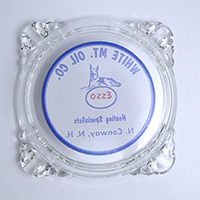 WHITE MT. OIL CO.
Esso
Heating Specialists
N. Conway, N. H.